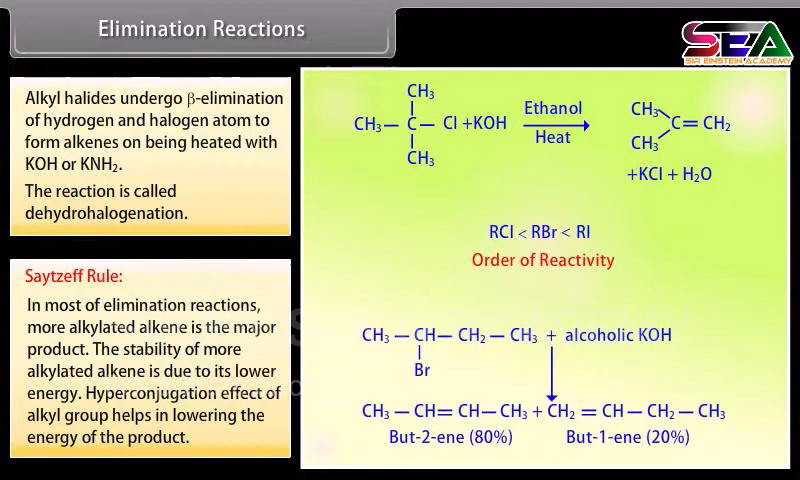 Elimination Reactions
SEA
SIR EINSTEIN ACADEMY
Alkyl halides undergo β-elimination
of hydrogen and halogen atom to
form alkenes on being heated with
KOH or KNH₂.
The reaction is called
dehydrohalogenation.
Saytzeff Rule:
In most of elimination reactions,
more alkylated alkene is the major
product. The stability of more
alkylated alkene is due to its lower
energy. Hyperconjugation effect of
alkyl group helps in lowering the
energy of the product.
CH₃
CH₃— C — Cl +KOH
CH₃
Ethanol
Heat
CH₃
C=CH₂
CH₃
+KCl + H₂O
RCl < RBr < RI
Order of Reactivity
CH₃ — CH— CH₂ — CH₃ + alcoholic KOH
Br
CH₃ — CH= CH—CH₃ + CH₂ =CH— CH₂ — CH₃
But-2-ene (80%) But-1-ene (20%)